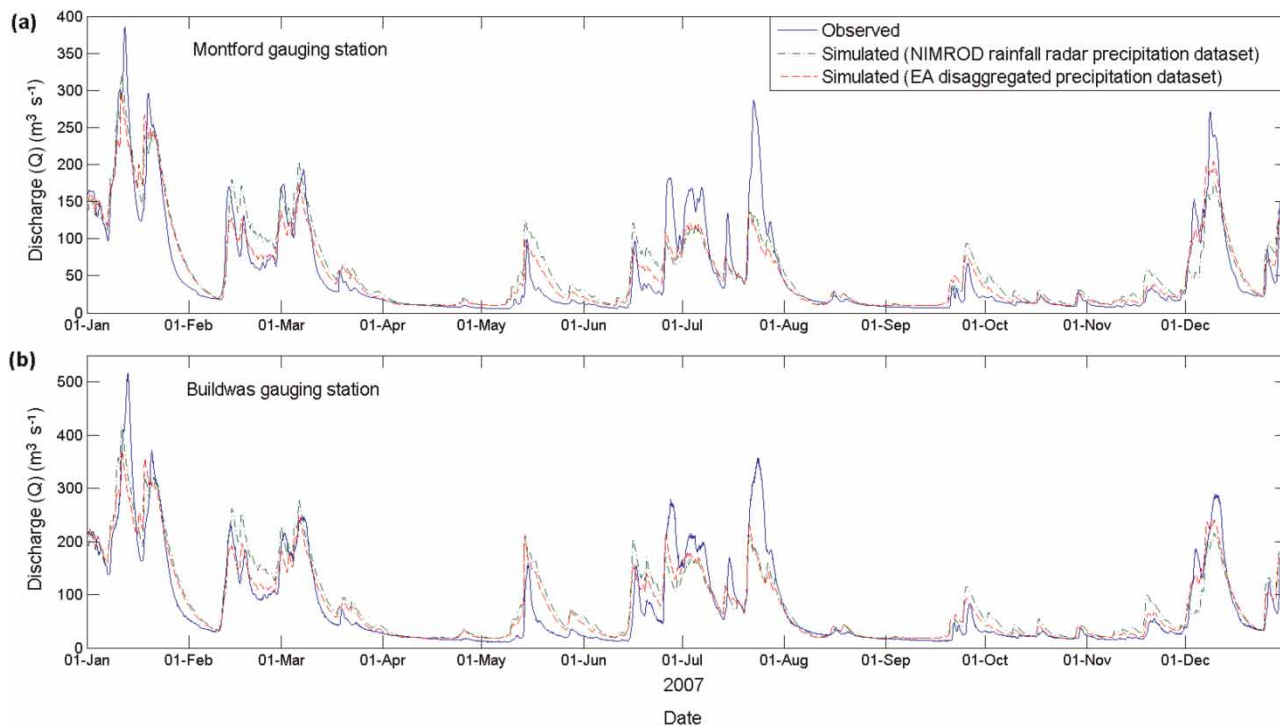 (a)
Montford gauging station
Observed
Simulated (NIMROD rainfall radar precipitation dataset)
Simulated (EA disaggregated precipitation dataset)
Discharge (Q) (m³ s⁻¹)
400
350
300
250
200
150
100
50
0
01-Jan 01-Feb 01-Mar 01-Apr 01-May 01-Jun 01-Jul 01-Aug 01-Sep 01-Oct 01-Nov 01-Dec
(b)
Buildwas gauging station
Discharge (Q) (m³ s⁻¹)
500
400
300
200
100
0
01-Jan 01-Feb 01-Mar 01-Apr 01-May 01-Jun 01-Jul 01-Aug 01-Sep 01-Oct 01-Nov 01-Dec
2007
Date